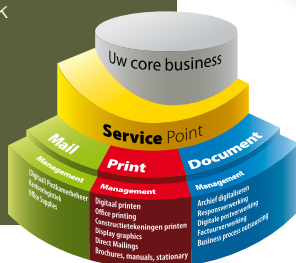 k
Uw core business
Service Point
Mail
Management
(Digitaal) Postkamerbeheer
Kantoorlogistiek
Office Supplies
Print
Management
Digitaal printen
Office printing
Constructietekeningen printen
Display graphics
Direct Mailings
Brochures, manuals, stationary
Document
Management
Archief digitaliseren
Responsverwerking
Digitale postverwerking
Factuurverwerking
Business process outsourcing